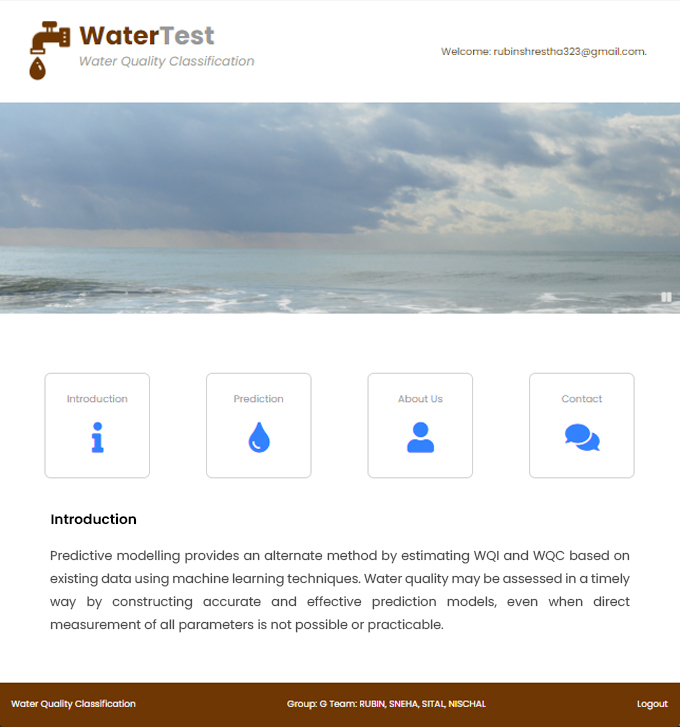 WaterTest
Water Quality Classification
Welcome: rubinshrestha323@gmail.com.
Introduction
Prediction
About Us
Contact
Introduction
Predictive modelling provides an alternate method by estimating WQI and WQC based on
existing data using machine learning techniques. Water quality may be assessed in a timely
way by constructing accurate and effective prediction models, even when direct
measurement of all parameters is not possible or practicable.
Water Quality Classification
Group: G Team: RUBIN, SNEHA, SITAL, NISCHAL
Logout